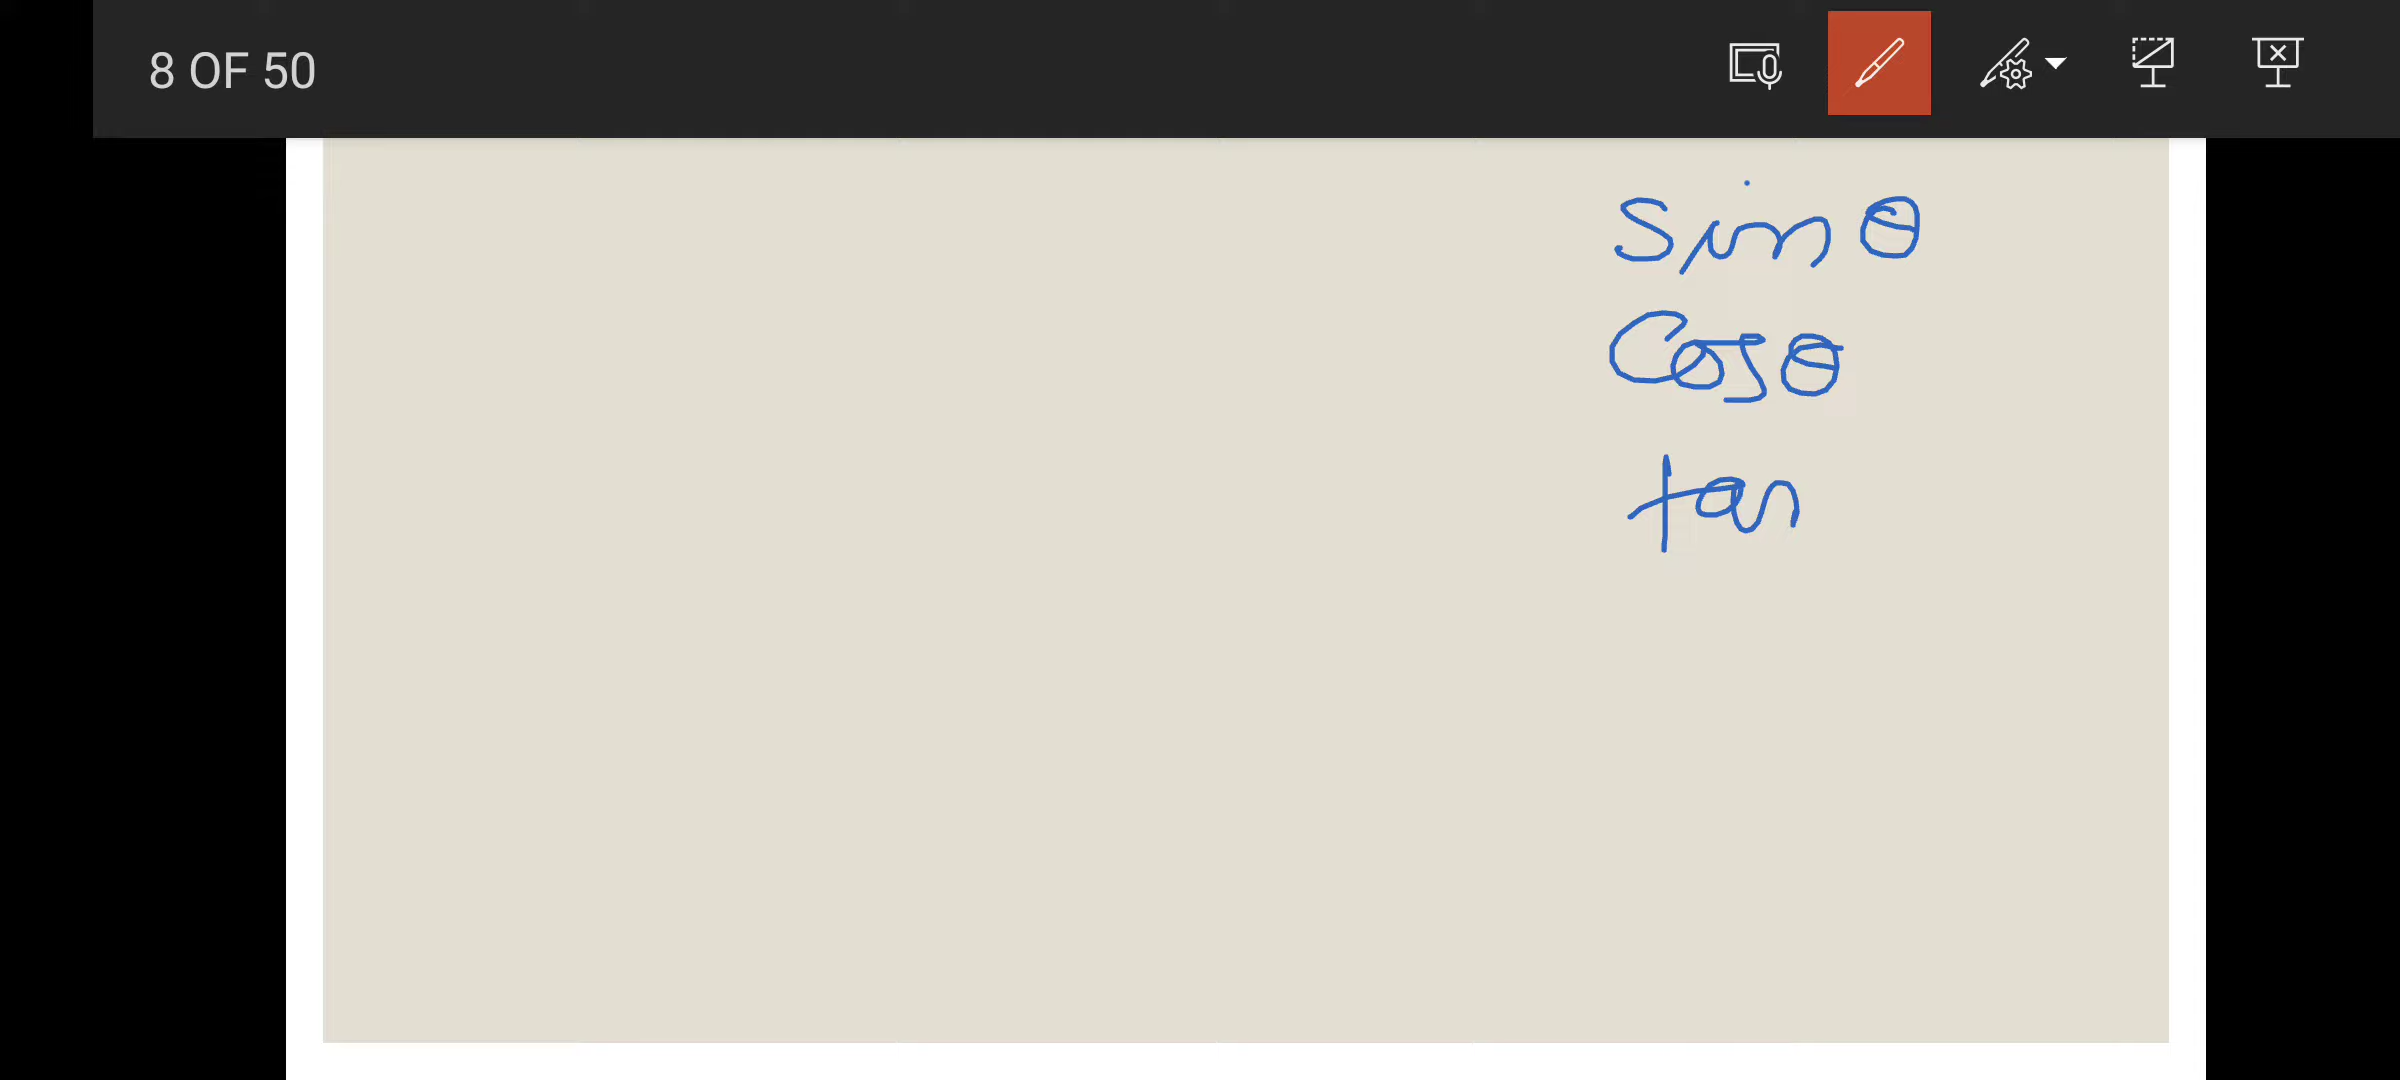 8 OF 50
sin θ
Cos θ
tan